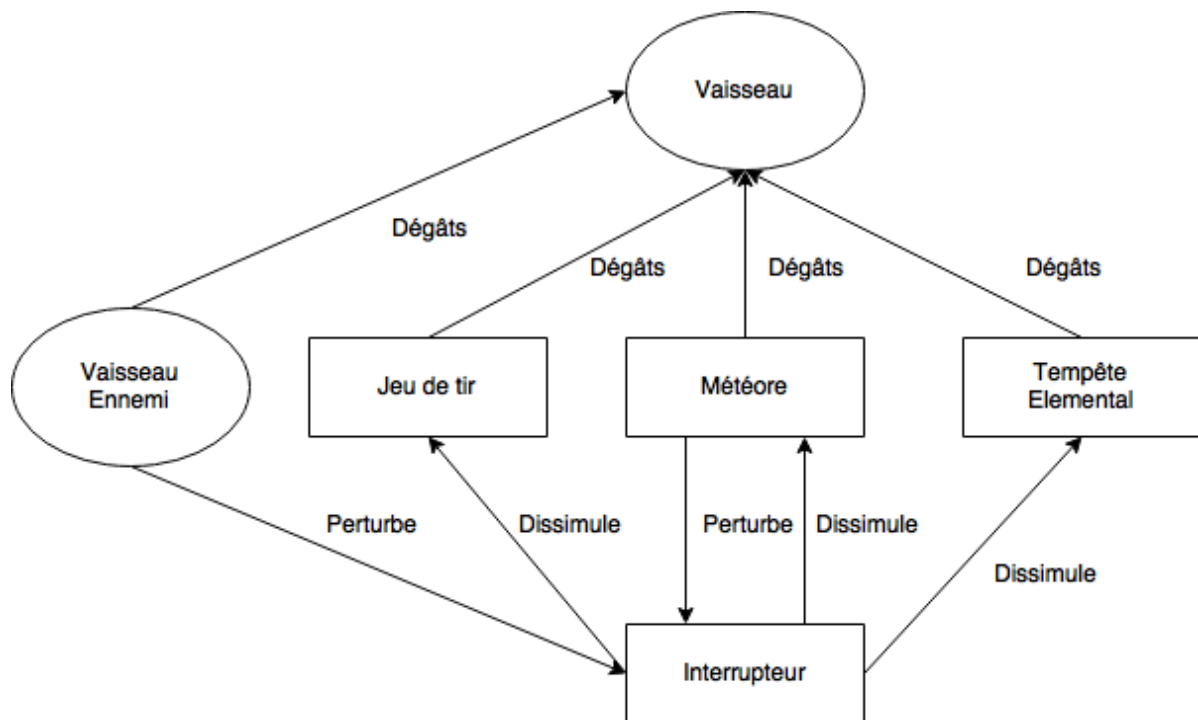 Vaisseau
Dégâts
Dégâts
Dégâts
Dégâts
Vaisseau
Ennemi
Jeu de tir
Météore
Tempête
Elemental
Perturbe
Dissimule
Perturbe
Dissimule
Dissimule
Interrupteur